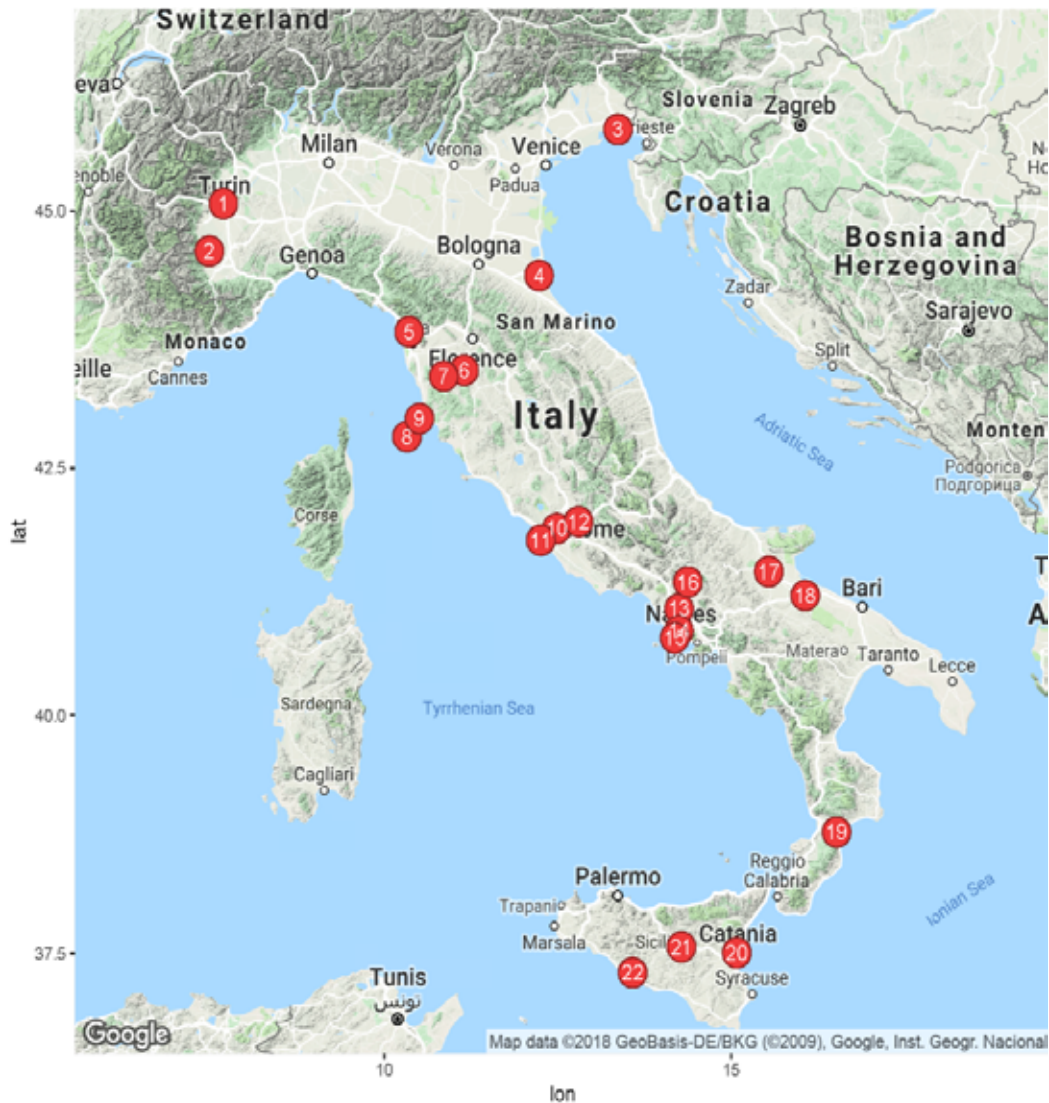 Switzerland
eva
Slovenia
Zagreb
3
rieste
Milan
Verona
Venice
Padua
enoble
Turin
1
45.0
Croatia
2
Genoa
Bologna
4
Bosnia and
Herzegovina
Zadar
Sarajevo
5
San Marino
Monaco
Cannes
eille
Florence
7
6
Split
9
8
Italy
Adriatic Sea
Monten
Podgorica
Подгорица
42.5
lat
Corse
10
12
ome
11
16
17
18
Bari
13
Naples
14
15
Pompeii
Matera
Taranto
Lecce
40.0
Sardegna
Tyrrhenian Sea
Cagliari
19
Reggio
Calabria
Ionian Sea
Palermo
Trapani
Marsala
Sicili
21
Catania
20
37.5
22
Syracuse
Tunis
تونس
Google
Map data ©2018 GeoBasis-DE/BKG (©2009), Google, Inst. Geogr. Nacional
10
15
lon